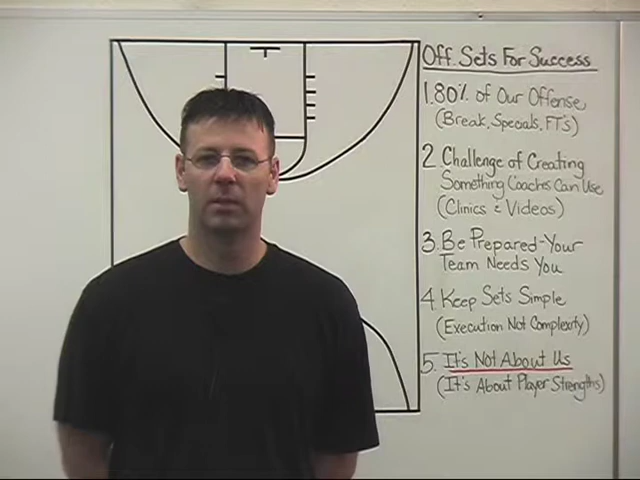 Off. Sets For Success
1. 80% of Our Offense
(Break, Specials, FT's)
2. Challenge of Creating
Something Coaches Can Use
(Clinics & Videos)
3. Be Prepared-Your
Team Needs You
4. Keep Sets Simple
(Execution Not Complexity)
5. It's Not About Us
(It's About Player Strengths)